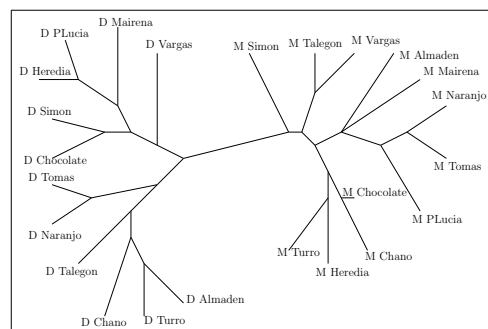 D Mairena
D PLucia
D Vargas
D Heredia
D Simon
D Chocolate
D Tomas
D Naranjo
D Talegon
D Chano
D Turro
D Almaden
M Simon
M Talegon
M Vargas
M Almaden
M Mairena
M Naranjo
M Tomas
M Chocolate
M PLucia
M Chano
M Turro
M Heredia